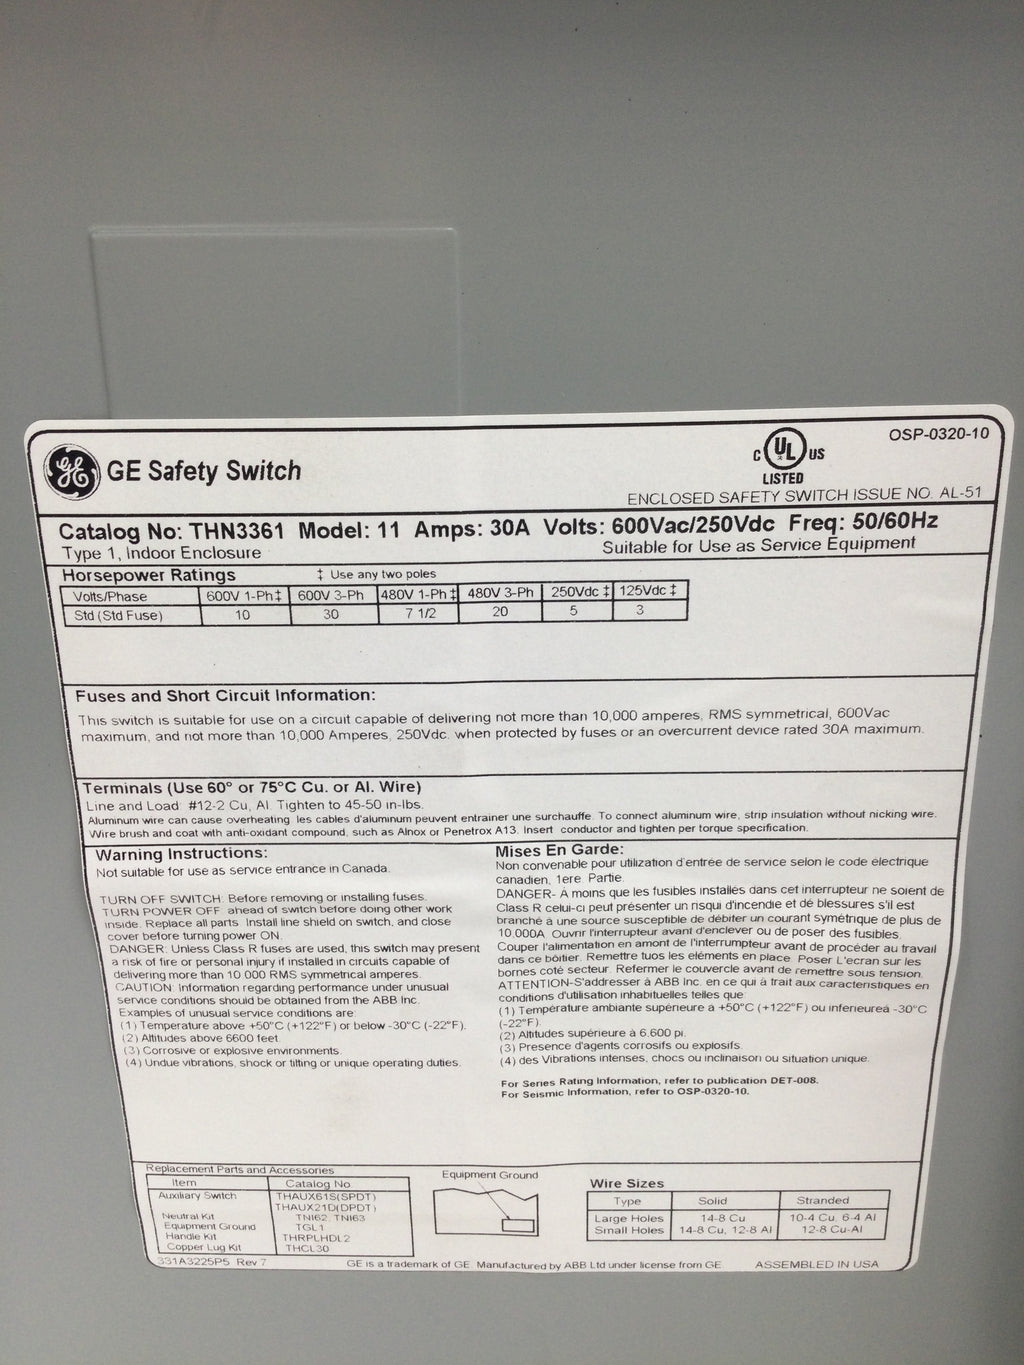 OSP-0320-10
GE GE Safety Switch
C UL US
LISTED
ENCLOSED SAFETY SWITCH ISSUE NO. AL-51
Catalog No: THN3361 Model: 11 Amps: 30A Volts: 600Vac/250Vdc Freq: 50/60Hz
Type 1, Indoor Enclosure Suitable for Use as Service Equipment
Horsepower Ratings ‡ Use any two poles
Volts/Phase 600V 1-Ph‡ 600V 3-Ph 480V 1-Ph‡ 480V 3-Ph 250Vdc ‡ 125Vdc ‡
Std (Std Fuse) 10 30 7 1/2 20 5 3
Fuses and Short Circuit Information:
This switch is suitable for use on a circuit capable of delivering not more than 10,000 amperes, RMS symmetrical, 600Vac
maximum, and not more than 10,000 Amperes, 250Vdc. when protected by fuses or an overcurrent device rated 30A maximum.
Terminals (Use 60° or 75°C Cu. or Al. Wire)
Line and Load: #12-2 Cu, Al. Tighten to 45-50 in-lbs.
Aluminum wire can cause overheating. les cables d'aluminum peuvent entrainer une surchauffe. To connect aluminum wire, strip insulation without nicking wire.
Wire brush and coat with anti-oxidant compound, such as Alnox or Penetrox A13. Insert conductor and tighten per torque specification.
Warning Instructions:
Not suitable for use as service entrance in Canada.
TURN OFF SWITCH. Before removing or installing fuses.
TURN POWER OFF ahead of switch before doing other work
inside. Replace all parts. Install line shield on switch, and close
cover before turning power ON.
DANGER: Unless Class R fuses are used, this switch may present
a risk of fire or personal injury if installed in circuits capable of
delivering more than 10 000 RMS symmetrical amperes.
CAUTION: Information regarding performance under unusual
service conditions should be obtained from the ABB Inc.
Examples of unusual service conditions are:
(1) Temperature above +50°C (+122°F) or below -30°C (-22°F).
(2) Altitudes above 6600 feet.
(3) Corrosive or explosive environments.
(4) Undue vibrations, shock or tilting or unique operating duties.
Mises En Garde:
Non convenable pour utilization d'entrée de service selon le code électrique
canadien, 1ere. Partie.
DANGER- À moins que les fusibles installés dans cet interrupteur ne soient de
Class R celui-ci peut présenter un risqui d'incendie et dé blessures s'il est
branché à une source susceptible de débiter un courant symétrique de plus de
10.000A Ouvrir l'interrupteur avant d'enclever ou de poser des fusibles.
Couper l'alimentation en amont de l'interrumpteur avant de procéder au travail
dans ce bôitier. Remettre tuos les eléments en place. Poser L'ecran sur les
bornes coté secteur. Refermer le couvercle avant de remettre sous tension.
ATTENTION-S'addresser à ABB Inc. en ce qui à trait aux caracteristiques en
conditions d'utilisation inhabituelles telles que:
(1) Température ambiante supérieure à +50°C (+122°F) ou inferieureà -30°C
(-22°F).
(2) Altitudes supérieure à 6.600 pi.
(3) Presence d'agents corrosifs ou explosifs.
(4) des Vibrations intenses, chocs ou inclinaison ou situation unique.
For Series Rating Information, refer to publication DET-008.
For Seismic Information, refer to OSP-0320-10.
Replacement Parts and Accessories
Item Catalog No.
Auxiliary Switch THAUX61S(SPDT)
THAUX21D(DPDT)
Neutral Kit TNI62, TNI63
Equipment Ground TGL1
Handle Kit THRPLHDL2
Copper Lug Kit THCL30
Equipment Ground
Wire Sizes
Type Solid Stranded
Large Holes 14-8 Cu 10-4 Cu, 6-4 Al
Small Holes 14-8 Cu, 12-8 Al 12-8 Cu-Al
331A3225P5 Rev 7 GE is a trademark of GE. Manufactured by ABB Ltd under license from GE. ASSEMBLED IN USA